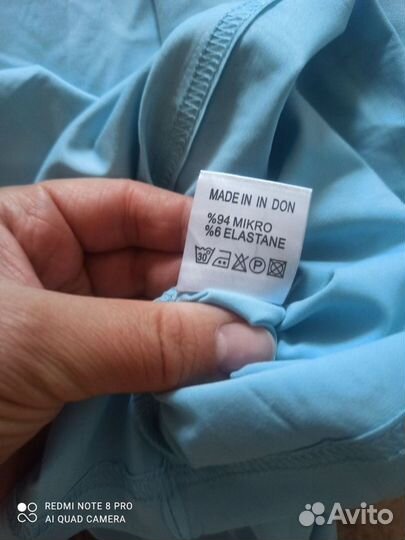 MADE IN IN DON
%94 MIKRO
%6 ELASTANE
30 P
REDMI NOTE 8 PRO
AI QUAD CAMERA
Avito